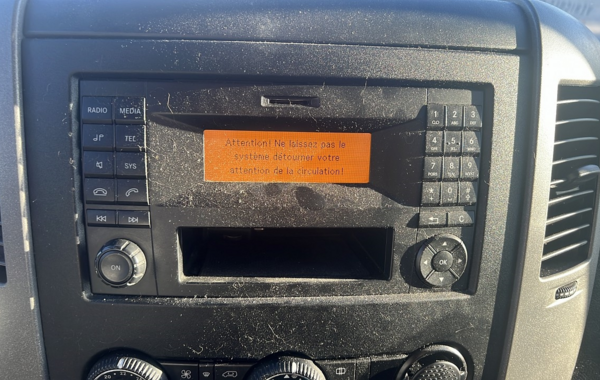 RADIO MEDIA
Attention! Ne laissez pas le
système détourner votre
attention de la circulation!
TEL
SYS
ON
OK
1 2 3
4 5 6
7 8 9
* 0 #
C